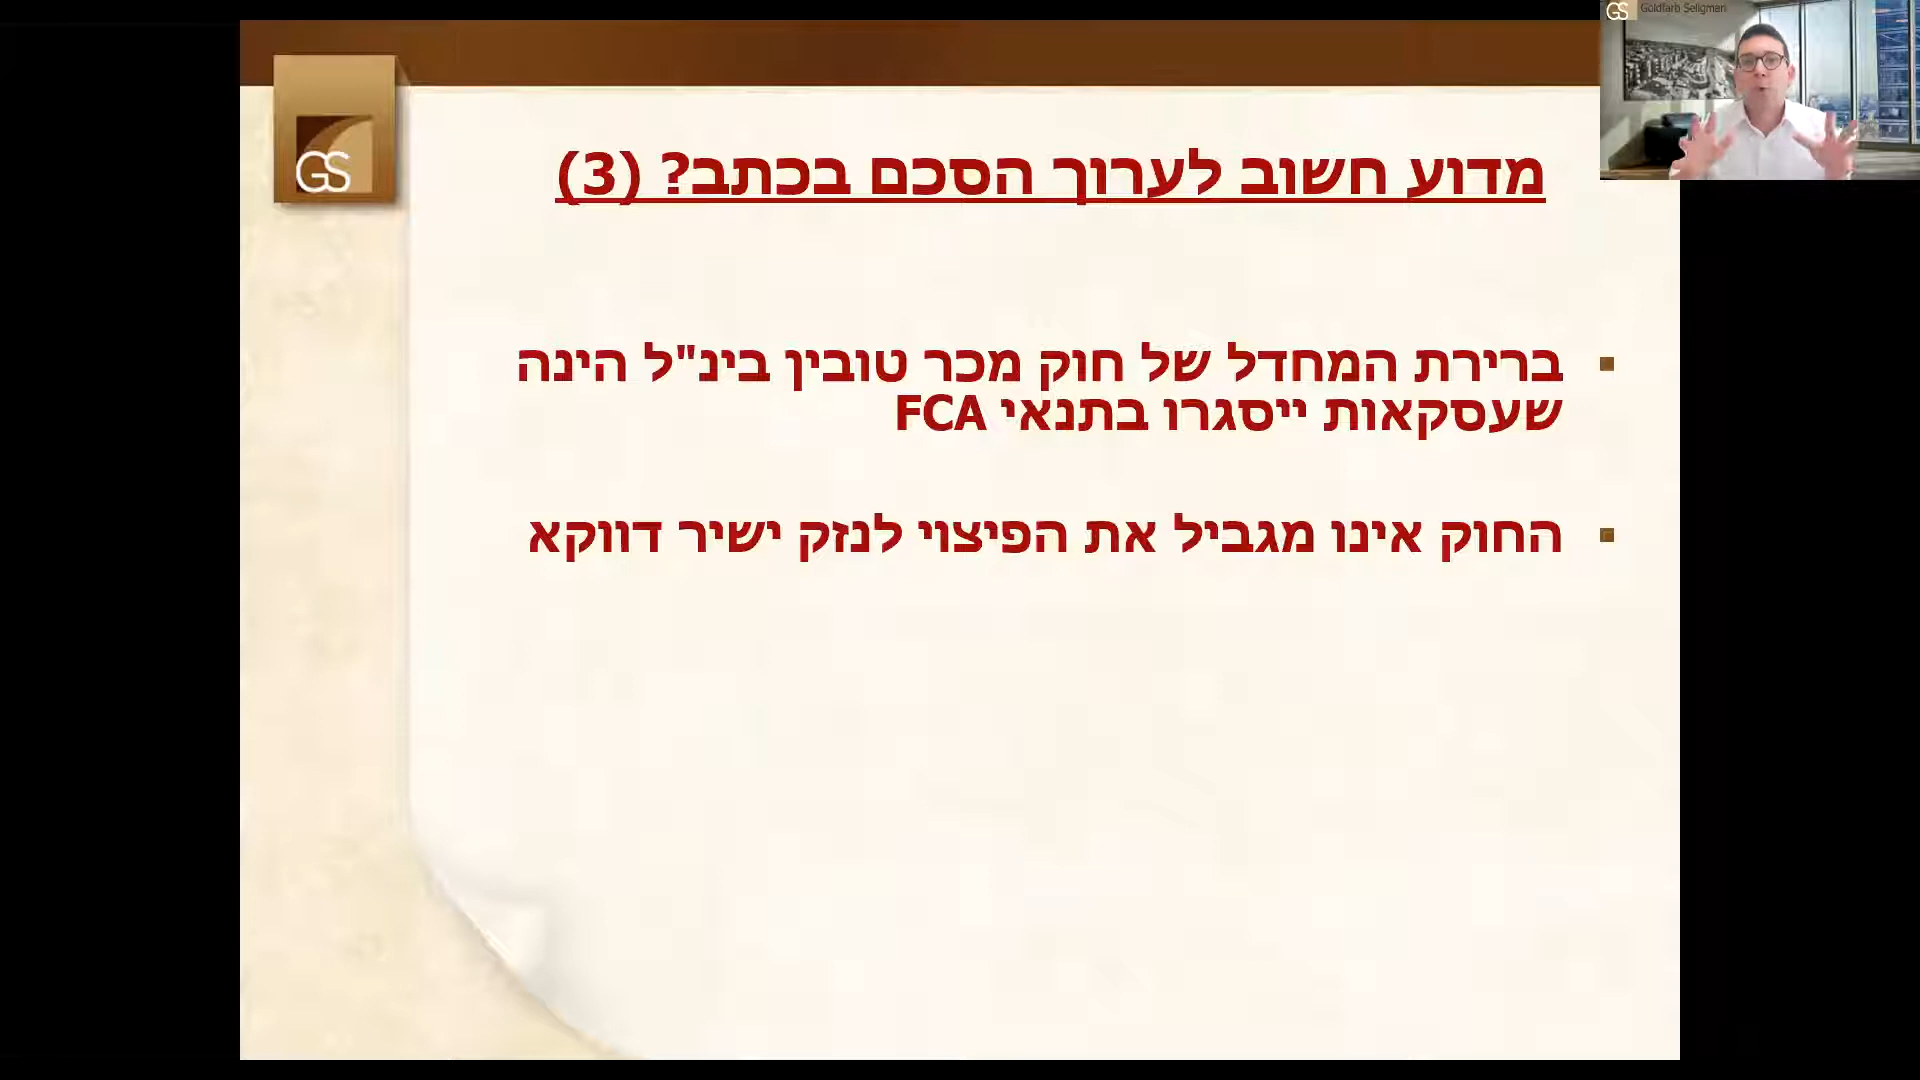 Goldfarb Seligman
GS
GS
מדוע חשוב לערוך הסכם בכתב? (3)
ברירת המחדל של חוק מכר טובין בינ"ל הינה
שעסקאות ייסגרו בתנאי FCA
החוק אינו מגביל את הפיצוי לנזק ישיר דווקא